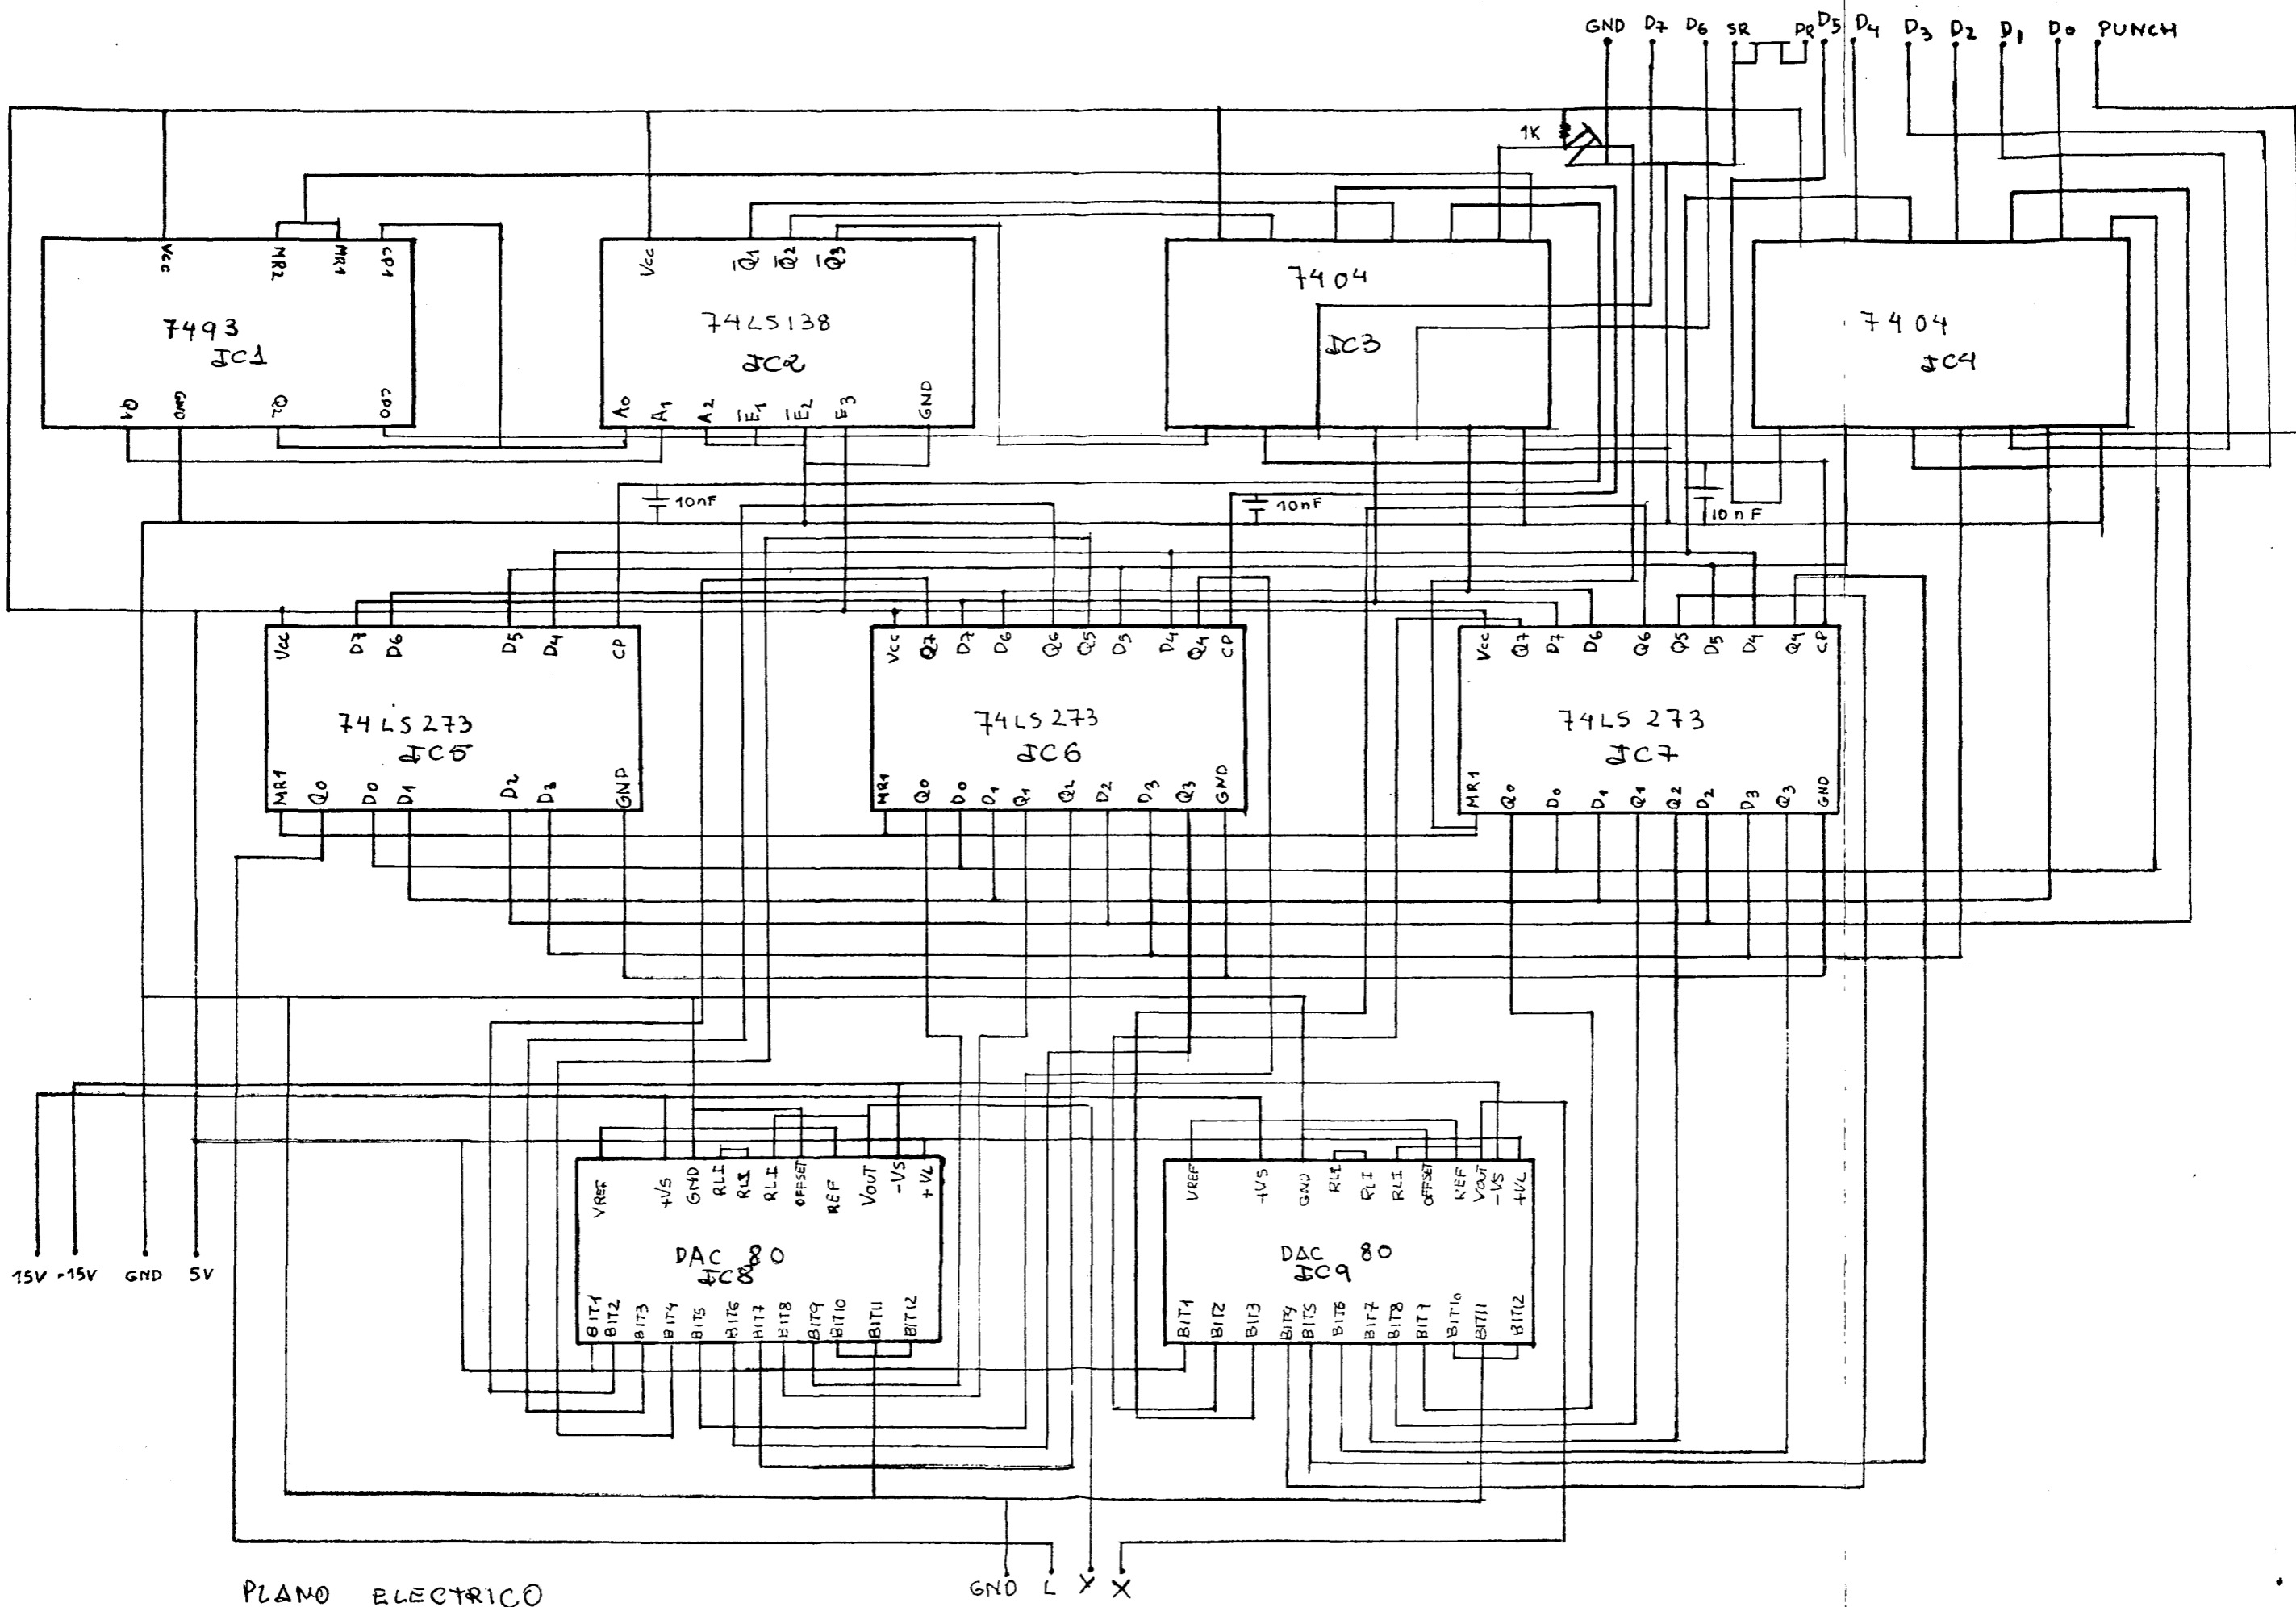 GND D7 D6 SR PR D5 D4 D3 D2 D1 D0 PUNCH
1K
Vcc MR2 MR1 CP1
7493
IC1
Q1 GND Q2 CP0
Vcc Q̅1 Q̅2 Q̅3
74LS138
IC2
A0 A1 A2 E̅1 E̅2 E3 GND
7404
IC3
7404
IC4
10nF
10nF
10nF
Vcc D7 D6 D5 D4 CP
74LS273
IC5
MR1 Q0 D0 D1 D2 D3 GND
Vcc Q7 D7 D6 Q6 Q5 D5 D4 Q4 CP
74LS273
IC6
MR1 Q0 D0 D1 Q1 Q2 D2 D3 Q3 GND
Vcc Q7 D7 D6 Q6 Q5 D5 D4 Q4 CP
74LS273
IC7
MR1 Q0 D0 D1 Q1 Q2 D2 D3 Q3 GND
15V -15V GND 5V
VREF +VS GND RLI RLI RLI OFFSET REF VOUT -VS +VL
DAC 80
IC8
BIT1 BIT2 BIT3 BIT4 BIT5 BIT6 BIT7 BIT8 BIT9 BIT10 BIT11 BIT12
VREF +VS GND RLI RLI RLI OFFSET REF VOUT -VS +VL
DAC 80
IC9
BIT1 BIT2 BIT3 BIT4 BIT5 BIT6 BIT7 BIT8 BIT7 BIT10 BIT11 BIT12
GND L Y X
PLANO ELECTRICO